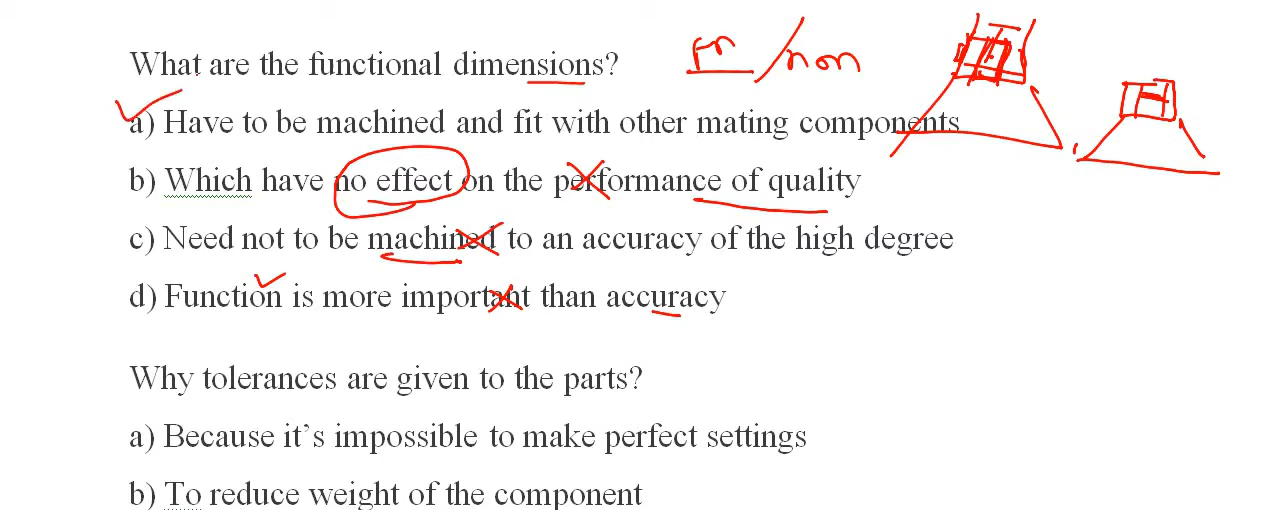 What are the functional dimensions? Fn / non
a) Have to be machined and fit with other mating components
b) Which have no effect on the performance of quality
c) Need not to be machined to an accuracy of the high degree
d) Function is more important than accuracy
Why tolerances are given to the parts?
a) Because it’s impossible to make perfect settings
b) To reduce weight of the component